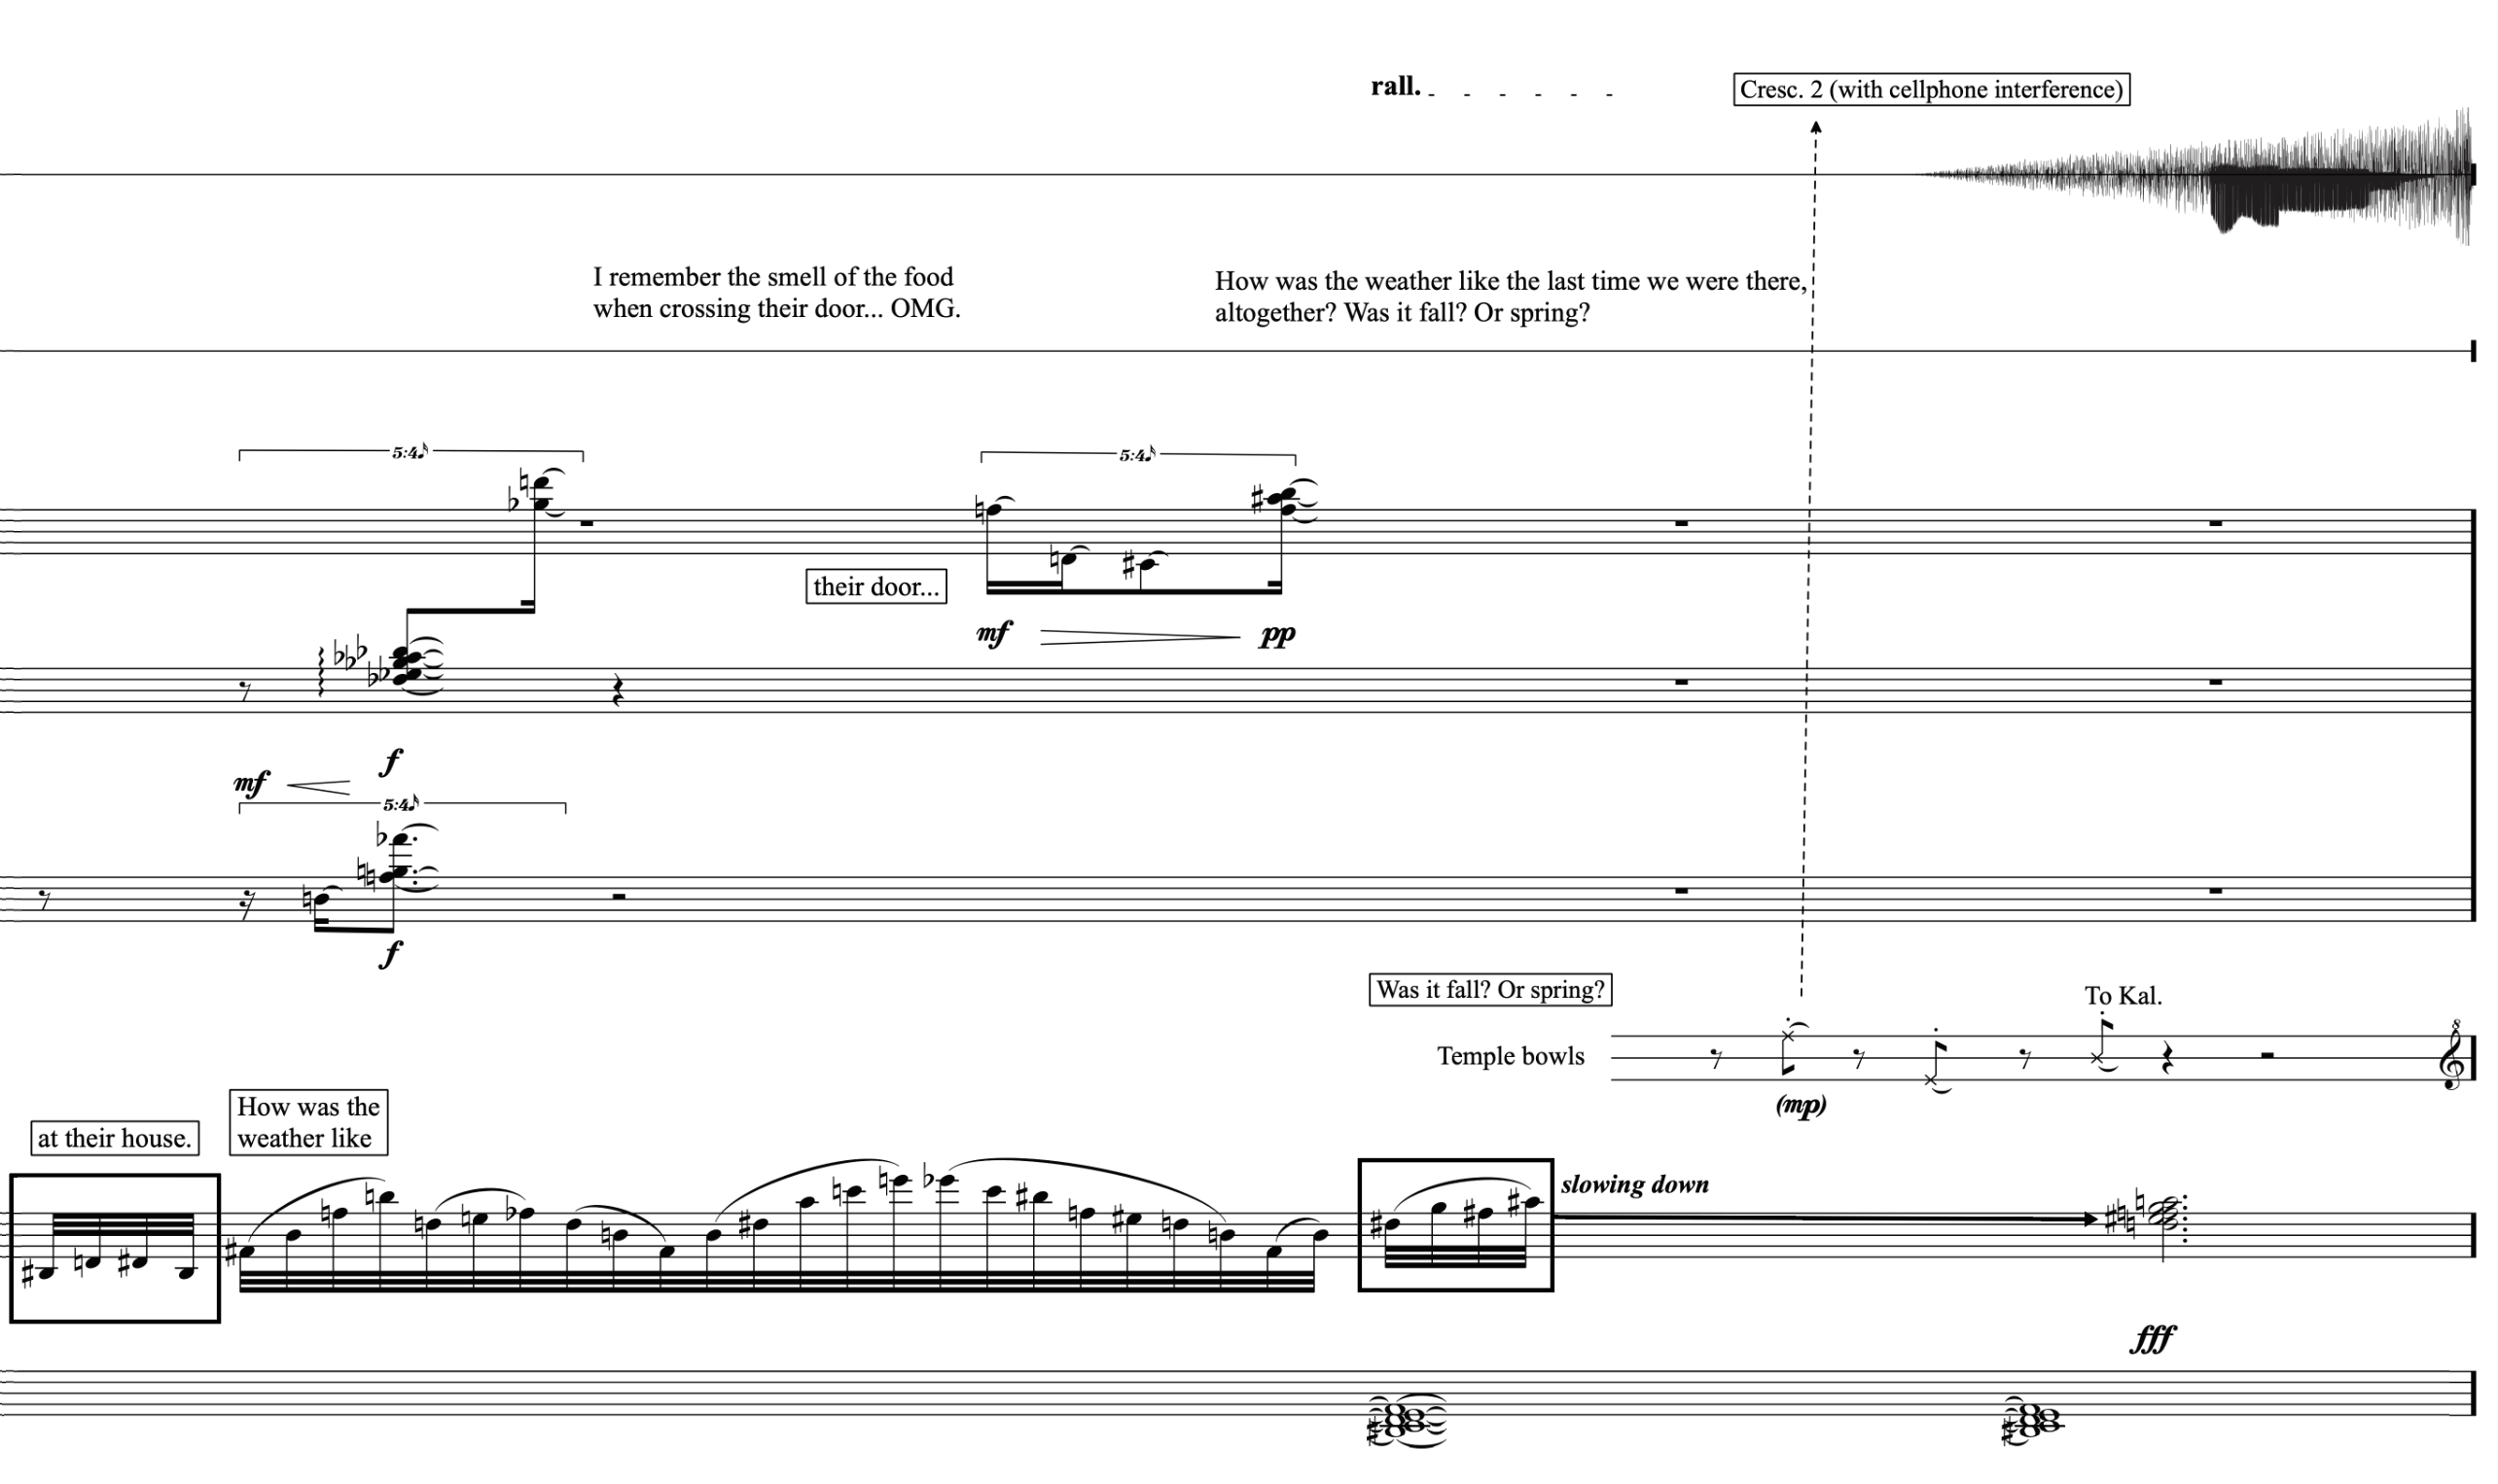 rall.
Cresc. 2 (with cellphone interference)
I remember the smell of the food
when crossing their door... OMG.
How was the weather like the last time we were there,
altogether? Was it fall? Or spring?
5:4
5:4
their door...
mf
pp
f
mf
5:4
f
Was it fall? Or spring?
To Kal.
Temple bowls
8
(mp)
How was the
weather like
at their house.
slowing down
fff